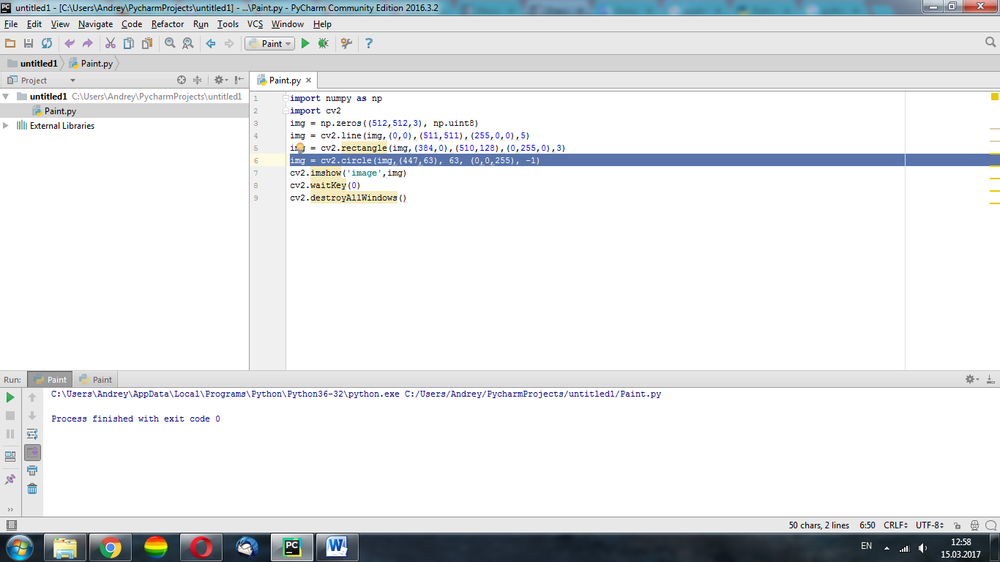 untitled1 - [C:\Users\Andrey\PycharmProjects\untitled1] - ...\Paint.py - PyCharm Community Edition 2016.3.2
File Edit View Navigate Code Refactor Run Tools VCS Window Help
Paint
untitled1 Paint.py
Project
Paint.py
untitled1 C:\Users\Andrey\PycharmProjects\untitled1
Paint.py
External Libraries
1 import numpy as np
2 import cv2
3 img = np.zeros((512,512,3), np.uint8)
4 img = cv2.line(img,(0,0),(511,511),(255,0,0),5)
5 img = cv2.rectangle(img,(384,0),(510,128),(0,255,0),3)
6 img = cv2.circle(img,(447,63), 63, (0,0,255), -1)
7 cv2.imshow('image',img)
8 cv2.waitKey(0)
9 cv2.destroyAllWindows()
Run: Paint Paint
C:\Users\Andrey\AppData\Local\Programs\Python\Python36-32\python.exe C:/Users/Andrey/PycharmProjects/untitled1/Paint.py
Process finished with exit code 0
50 chars, 2 lines 6:50 CRLF UTF-8
PC W EN 12:58
15.03.2017